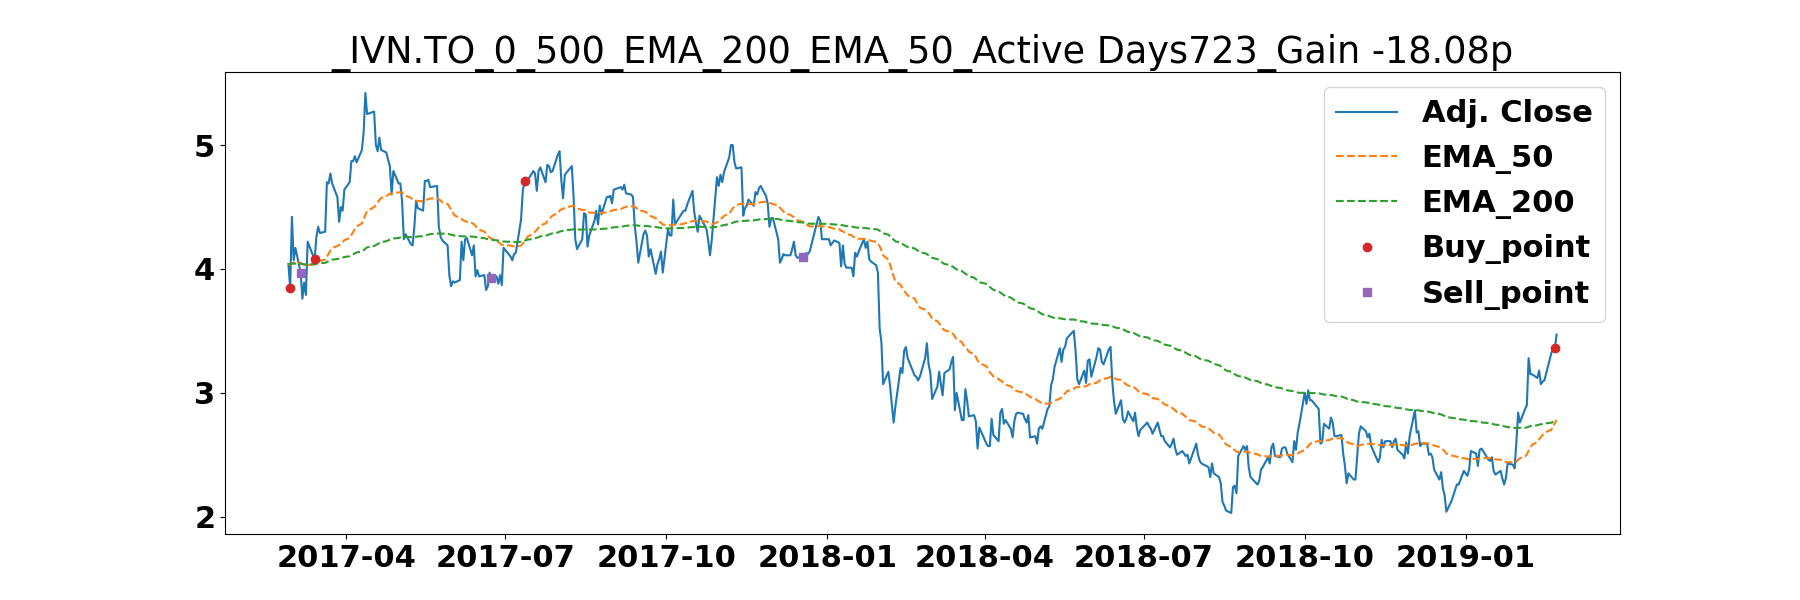 _IVN.TO_0_500_EMA_200_EMA_50_Active Days723_Gain -18.08p
Adj. Close
EMA_50
EMA_200
Buy_point
Sell_point
5
4
3
2
2017-04 2017-07 2017-10 2018-01 2018-04 2018-07 2018-10 2019-01